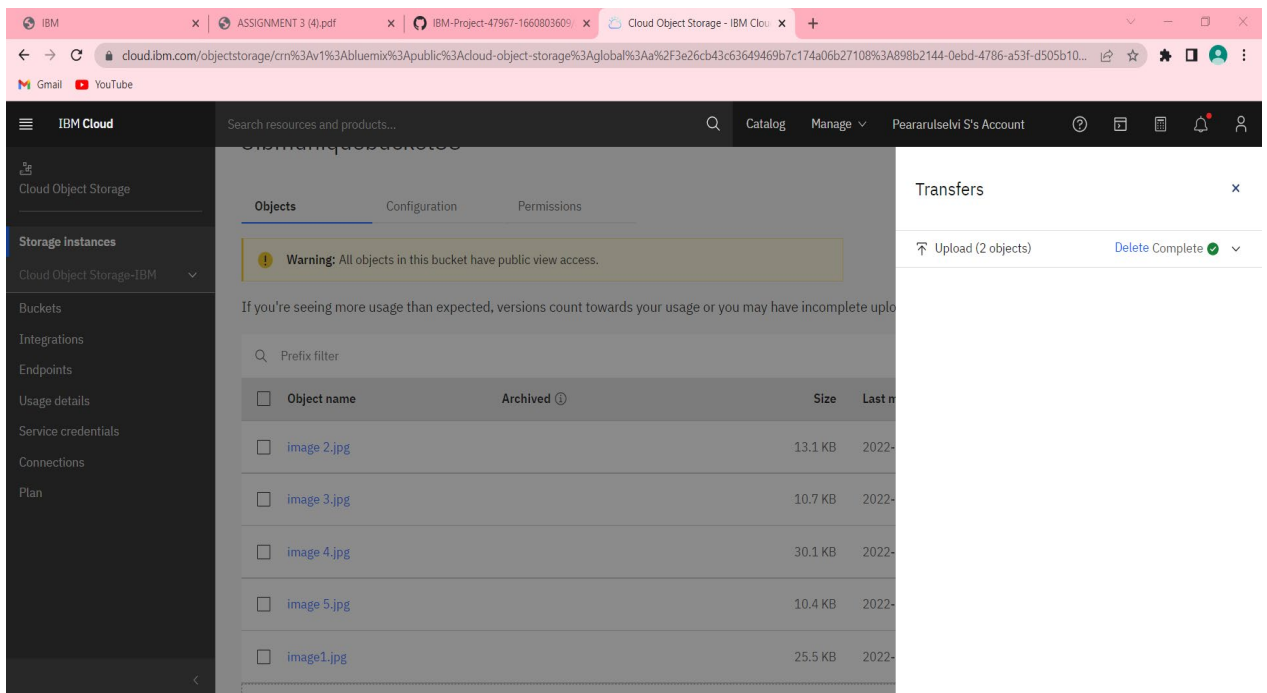 IBM
ASSIGNMENT 3 (4).pdf
IBM-Project-47967-1660803609/
Cloud Object Storage - IBM Clou
cloud.ibm.com/objectstorage/crn%3Av1%3Abluemix%3Apublic%3Acloud-object-storage%3Aglobal%3Aa%2F3e26cb43c63649469b7c174a06b27108%3A898b2144-0ebd-4786-a53f-d505b10...
Gmail YouTube
IBM Cloud Search resources and products... Catalog Manage Peararulselvi S's Account
Cloud Object Storage
Storage instances
Cloud Object Storage-IBM
Buckets
Integrations
Endpoints
Usage details
Service credentials
Connections
Plan
Objects Configuration Permissions
Warning: All objects in this bucket have public view access.
If you're seeing more usage than expected, versions count towards your usage or you may have incomplete uplo
Prefix filter
Object name Archived Size Last m
image 2.jpg 13.1 KB 2022-
image 3.jpg 10.7 KB 2022-
image 4.jpg 30.1 KB 2022-
image 5.jpg 10.4 KB 2022-
image1.jpg 25.5 KB 2022-
Transfers
Upload (2 objects) Delete Complete